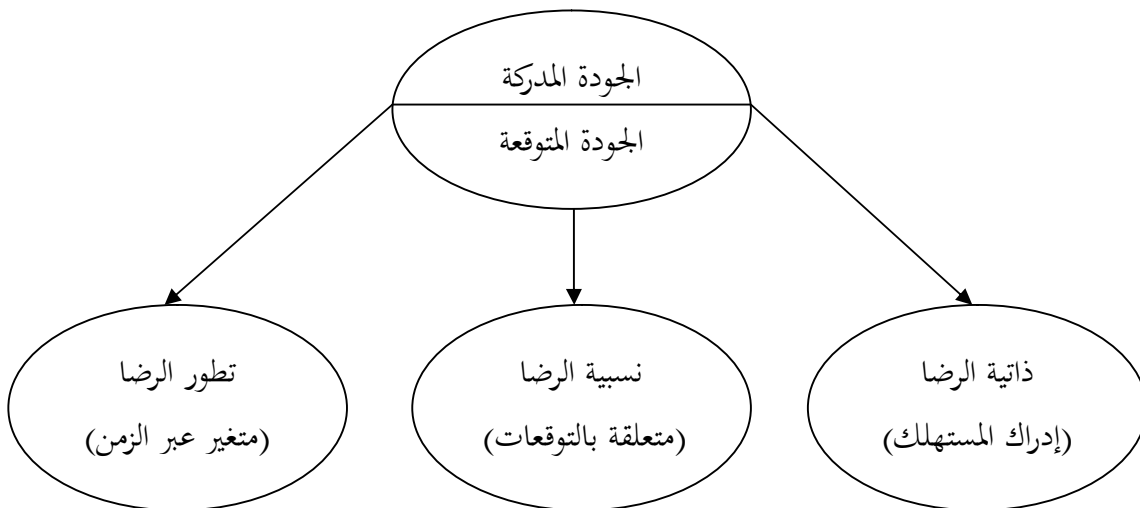 الجودة المدركة
الجودة المتوقعة
ذاتية الرضا
(إدراك المستهلك)
نسبية الرضا
(متعلقة بالتوقعات)
تطور الرضا
(متغير عبر الزمن)